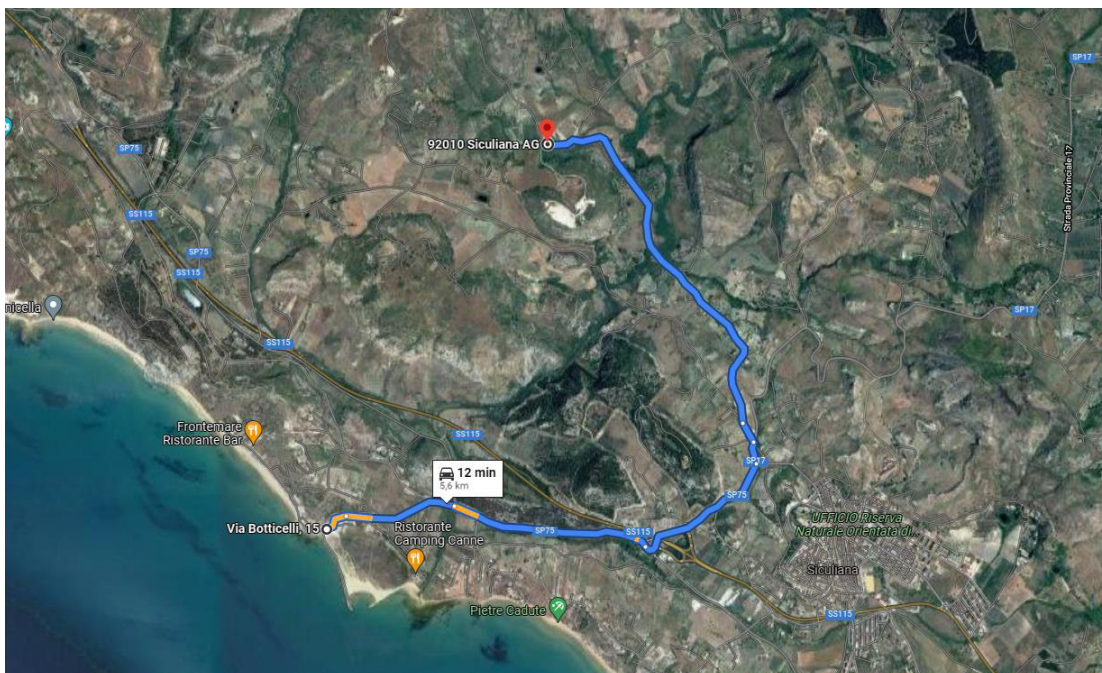 SP17
92010 Siculiana AG
SP75
Strada Provinciale 17
SS115
SP75
SS115
nicella
SP17
SS115
Frontemare
Ristorante Bar
SS115
SP17
12 min
5,6 km
SP75
Via Botticelli, 15
Ristorante
Camping Canne
SP75
SS115
UFFICIO Riserva
Naturale Orientata di
Siculiana
Pietre Cadute
SS115